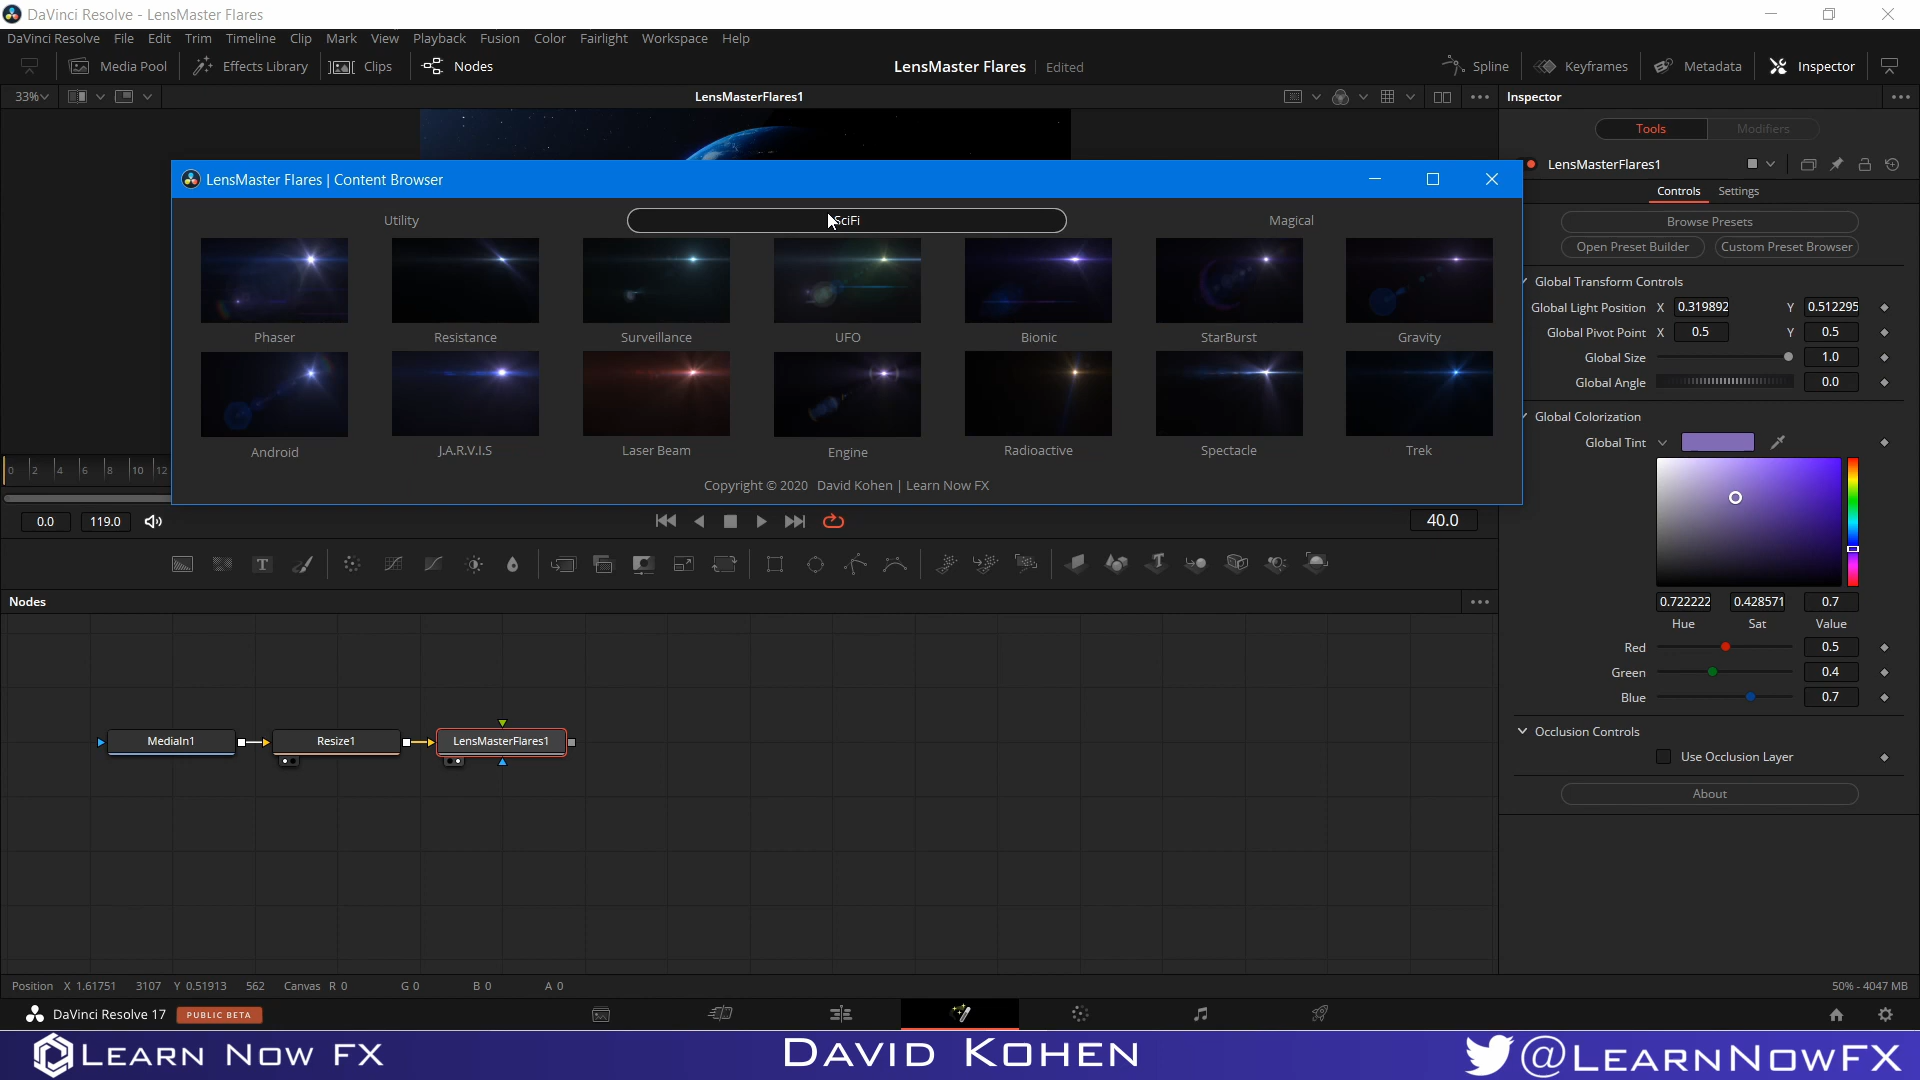 DaVinci Resolve - LensMaster Flares
DaVinci Resolve File Edit Trim Timeline Clip Mark View Playback Fusion Color Fairlight Workspace Help
Media Pool Effects Library Clips Nodes LensMaster Flares Edited Spline Keyframes Metadata Inspector
33% LensMasterFlares1 Inspector
Tools Modifiers
LensMasterFlares1
Controls Settings
LensMaster Flares | Content Browser
Utility SciFi Magical
Phaser Resistance Surveillance UFO Bionic StarBurst Gravity
Android J.A.R.V.I.S Laser Beam Engine Radioactive Spectacle Trek
Copyright © 2020 David Kohen | Learn Now FX
Browse Presets
Open Preset Builder Custom Preset Browser
Global Transform Controls
Global Light Position X 0.319892 Y 0.512295
Global Pivot Point X 0.5 Y 0.5
Global Size 1.0
Global Angle 0.0
Global Colorization
Global Tint
0.722222 0.428571 0.7
Hue Sat Value
Red 0.5
Green 0.4
Blue 0.7
Occlusion Controls
Use Occlusion Layer
About
0 2 4 6 8 10 12
0.0 119.0 40.0
Nodes
MediaIn1 Resize1 LensMasterFlares1
Position X 1.61751 3107 Y 0.51913 562 Canvas R 0 G 0 B 0 A 0 50% - 4047 MB
DaVinci Resolve 17 PUBLIC BETA
LEARN NOW FX DAVID KOHEN @LEARNNOWFX